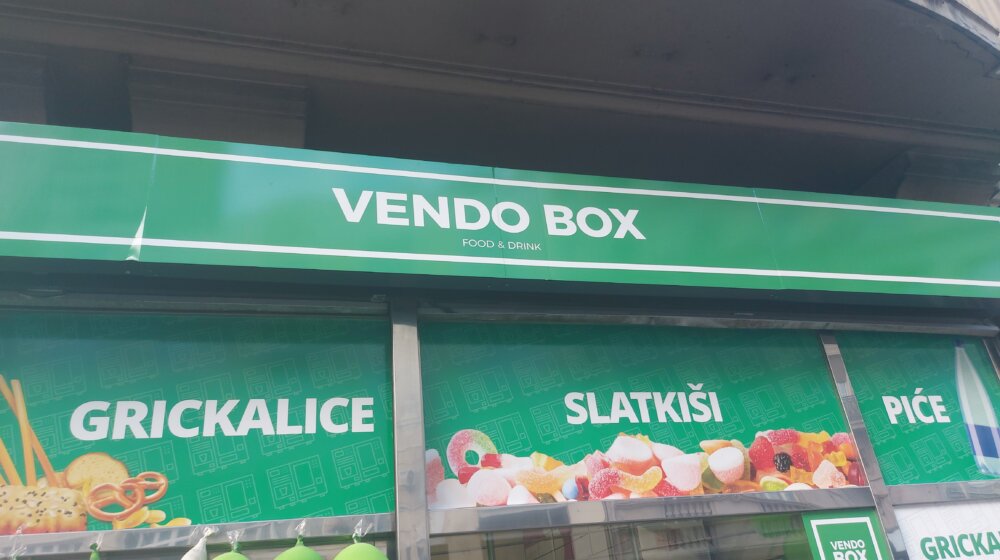 VENDO BOX
FOOD & DRINK
GRICKALICE
SLATKIŠI
PIĆE
VENDO
BOX
GRICKA